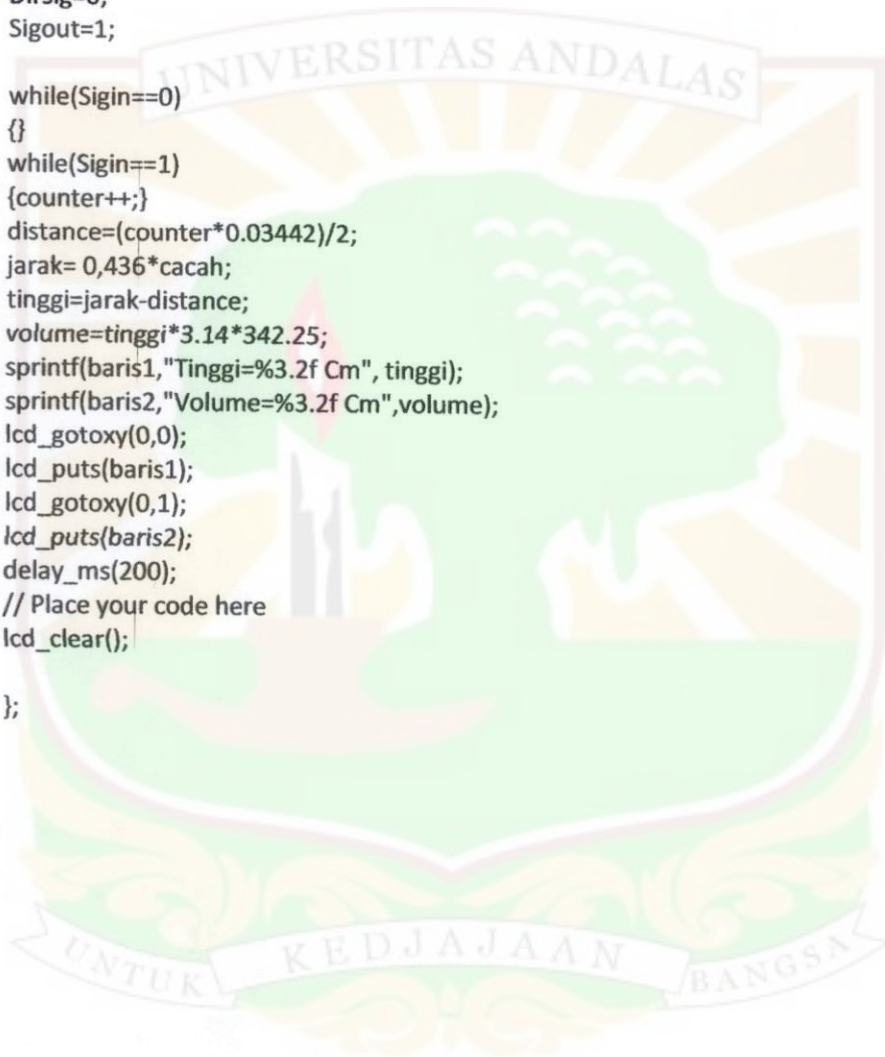 Sigout=1;
UNIVERSITAS ANDALAS
while(Sigin==0)
{}
while(Sigin==1)
{counter++;}
distance=(counter*0.03442)/2;
jarak= 0,436*cacah;
tinggi=jarak-distance;
volume=tinggi*3.14*342.25;
sprintf(baris1,"Tinggi=%3.2f Cm", tinggi);
sprintf(baris2,"Volume=%3.2f Cm",volume);
lcd_gotoxy(0,0);
lcd_puts(baris1);
lcd_gotoxy(0,1);
lcd_puts(baris2);
delay_ms(200);
// Place your code here
lcd_clear();
};
UNTUK KEDJAJAAN BANGSA